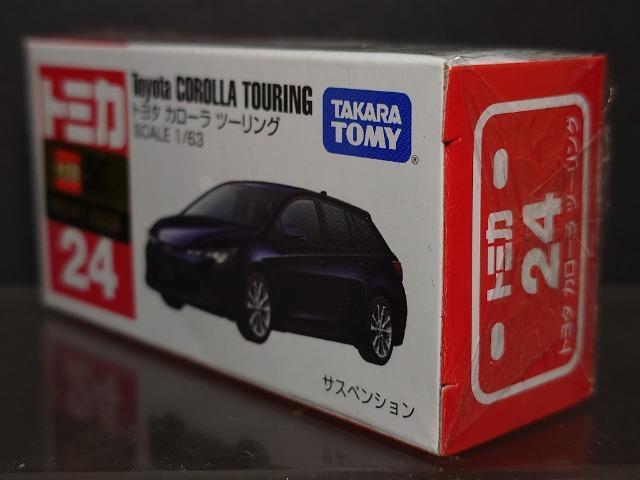 トミカ
24
Toyota COROLLA TOURING
トヨタ カローラ ツーリング
SCALE 1/63
TAKARA
TOMY
®
サスペンション
トミカ
24
トヨタ カローラ ツーリング